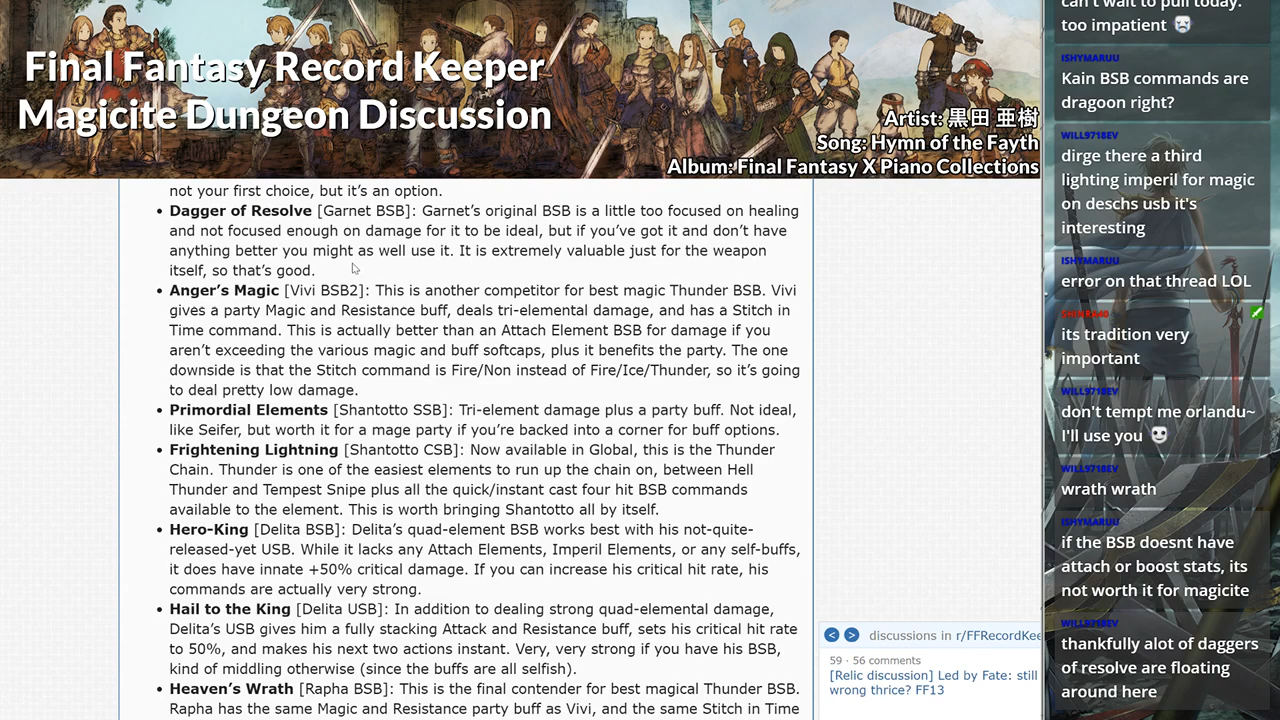 Final Fantasy Record Keeper
Magicite Dungeon Discussion
Artist: 黒田 亜樹
Song: Hymn of the Fayth
Album: Final Fantasy X Piano Collections
not your first choice, but it's an option.
• Dagger of Resolve [Garnet BSB]: Garnet's original BSB is a little too focused on healing
and not focused enough on damage for it to be ideal, but if you've got it and don't have
anything better you might as well use it. It is extremely valuable just for the weapon
itself, so that's good.
• Anger's Magic [Vivi BSB2]: This is another competitor for best magic Thunder BSB. Vivi
gives a party Magic and Resistance buff, deals tri-elemental damage, and has a Stitch in
Time command. This is actually better than an Attach Element BSB for damage if you
aren't exceeding the various magic and buff softcaps, plus it benefits the party. The one
downside is that the Stitch command is Fire/Non instead of Fire/Ice/Thunder, so it's going
to deal pretty low damage.
• Primordial Elements [Shantotto SSB]: Tri-element damage plus a party buff. Not ideal,
like Seifer, but worth it for a mage party if you're backed into a corner for buff options.
• Frightening Lightning [Shantotto CSB]: Now available in Global, this is the Thunder
Chain. Thunder is one of the easiest elements to run up the chain on, between Hell
Thunder and Tempest Snipe plus all the quick/instant cast four hit BSB commands
available to the element. This is worth bringing Shantotto all by itself.
• Hero-King [Delita BSB]: Delita's quad-element BSB works best with his not-quite-
released-yet USB. While it lacks any Attach Elements, Imperil Elements, or any self-buffs,
it does have innate +50% critical damage. If you can increase his critical hit rate, his
commands are actually very strong.
• Hail to the King [Delita USB]: In addition to dealing strong quad-elemental damage,
Delita's USB gives him a fully stacking Attack and Resistance buff, sets his critical hit rate
to 50%, and makes his next two actions instant. Very, very strong if you have his BSB,
kind of middling otherwise (since the buffs are all selfish).
• Heaven's Wrath [Rapha BSB]: This is the final contender for best magical Thunder BSB.
Rapha has the same Magic and Resistance party buff as Vivi, and the same Stitch in Time
< > discussions in r/FFRecordKee
59 · 56 comments
[Relic discussion] Led by Fate: still
wrong thrice? FF13
can't wait to pull today.
too impatient
ISHYMARUU
Kain BSB commands are
dragoon right?
WILL9718EV
dirge there a third
lighting imperil for magic
on deschs usb it's
interesting
ISHYMARUU
error on that thread LOL
its tradition very
important
WILL9718EV
don't tempt me orlandu~
I'll use you
WILL9718EV
wrath wrath
ISHYMARUU
if the BSB doesnt have
attach or boost stats, its
not worth it for magicite
WILL9718EV
thankfully alot of daggers
of resolve are floating
around here